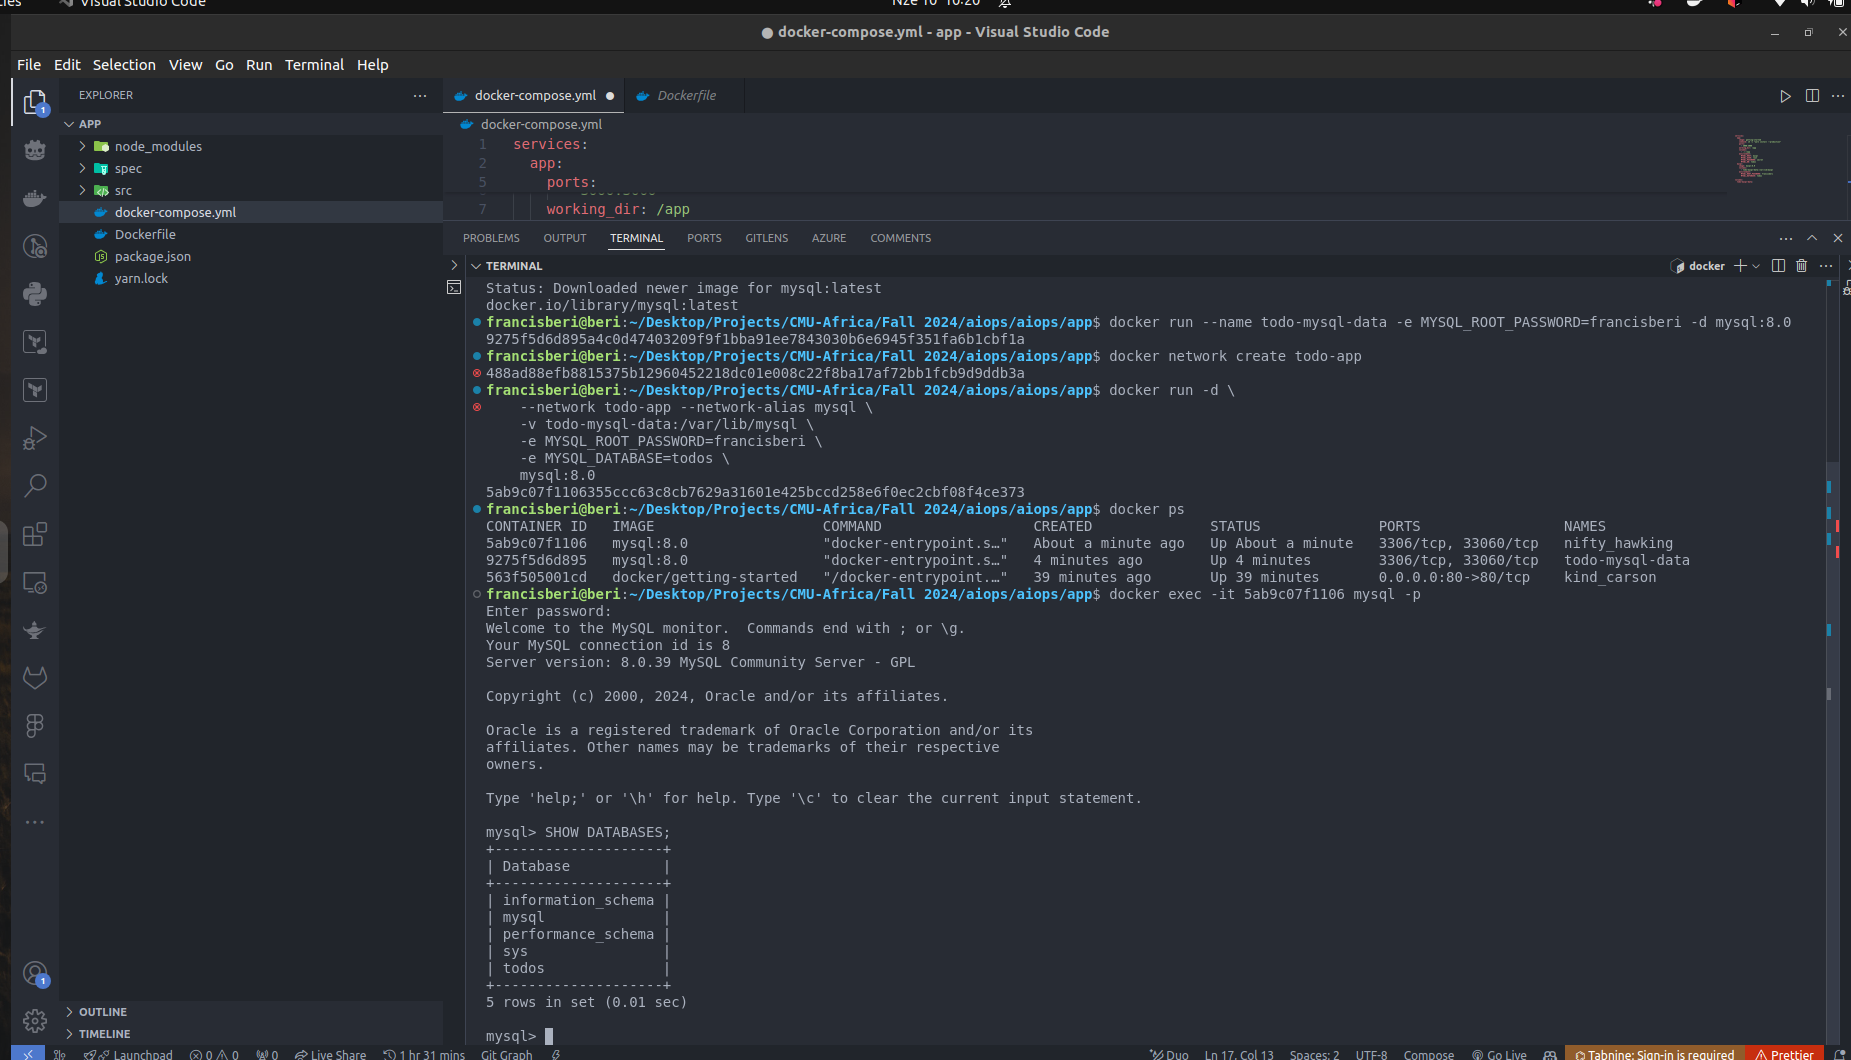 Visual Studio Code
docker-compose.yml - app - Visual Studio Code
File Edit Selection View Go Run Terminal Help
EXPLORER
docker-compose.yml
Dockerfile
APP
docker-compose.yml
node_modules
spec
src
docker-compose.yml
Dockerfile
package.json
yarn.lock
1 services:
2 app:
5 ports:
7 working_dir: /app
PROBLEMS OUTPUT TERMINAL PORTS GITLENS AZURE COMMENTS
TERMINAL
docker
Status: Downloaded newer image for mysql:latest
docker.io/library/mysql:latest
francisberi@beri:~/Desktop/Projects/CMU-Africa/Fall 2024/aiops/aiops/app$ docker run --name todo-mysql-data -e MYSQL_ROOT_PASSWORD=francisberi -d mysql:8.0
9275f5d6d895a4c0d47403209f9f1bba91ee7843030b6e6945f351fa6b1cbf1a
francisberi@beri:~/Desktop/Projects/CMU-Africa/Fall 2024/aiops/aiops/app$ docker network create todo-app
488ad88efb8815375b12960452218dc01e008c22f8ba17af72bb1fcb9d9ddb3a
francisberi@beri:~/Desktop/Projects/CMU-Africa/Fall 2024/aiops/aiops/app$ docker run -d \
--network todo-app --network-alias mysql \
-v todo-mysql-data:/var/lib/mysql \
-e MYSQL_ROOT_PASSWORD=francisberi \
-e MYSQL_DATABASE=todos \
mysql:8.0
5ab9c07f1106355ccc63c8cb7629a31601e425bccd258e6f0ec2cbf08f4ce373
francisberi@beri:~/Desktop/Projects/CMU-Africa/Fall 2024/aiops/aiops/app$ docker ps
CONTAINER ID IMAGE COMMAND CREATED STATUS PORTS NAMES
5ab9c07f1106 mysql:8.0 "docker-entrypoint.s…" About a minute ago Up About a minute 3306/tcp, 33060/tcp nifty_hawking
9275f5d6d895 mysql:8.0 "docker-entrypoint.s…" 4 minutes ago Up 4 minutes 3306/tcp, 33060/tcp todo-mysql-data
563f505001cd docker/getting-started "/docker-entrypoint.…" 39 minutes ago Up 39 minutes 0.0.0.0:80->80/tcp kind_carson
francisberi@beri:~/Desktop/Projects/CMU-Africa/Fall 2024/aiops/aiops/app$ docker exec -it 5ab9c07f1106 mysql -p
Enter password:
Welcome to the MySQL monitor. Commands end with ; or \g.
Your MySQL connection id is 8
Server version: 8.0.39 MySQL Community Server - GPL
Copyright (c) 2000, 2024, Oracle and/or its affiliates.
Oracle is a registered trademark of Oracle Corporation and/or its
affiliates. Other names may be trademarks of their respective
owners.
Type 'help;' or '\h' for help. Type '\c' to clear the current input statement.
mysql> SHOW DATABASES;
+--------------------+
| Database |
+--------------------+
| information_schema |
| mysql |
| performance_schema |
| sys |
| todos |
+--------------------+
5 rows in set (0.01 sec)
mysql>
OUTLINE
TIMELINE
Launchpad 0 0 0 Live Share 1 hr 31 mins Git Graph Duo Ln 17, Col 13 Spaces: 2 UTF-8 Compose Go Live Tabnine: Sign-in is required Prettier